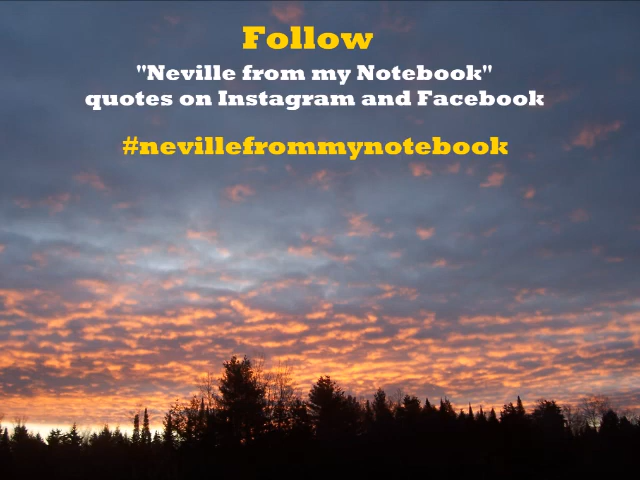 Follow
"Neville from my Notebook"
quotes on Instagram and Facebook
#nevillefrommynotebook